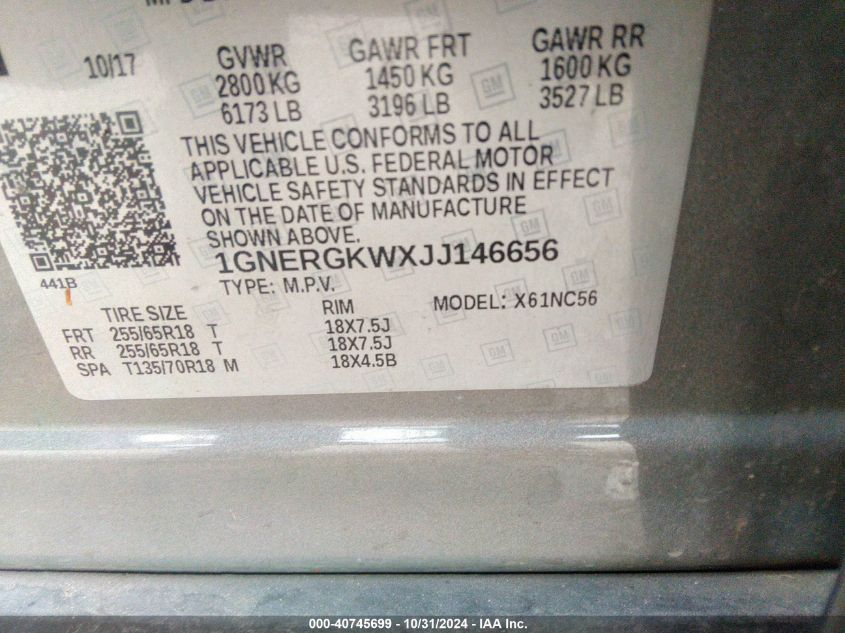 10/17
GVWR
2800 KG
6173 LB
GAWR FRT
1450 KG
3196 LB
GAWR RR
1600 KG
3527 LB
THIS VEHICLE CONFORMS TO ALL
APPLICABLE U.S. FEDERAL MOTOR
VEHICLE SAFETY STANDARDS IN EFFECT
ON THE DATE OF MANUFACTURE
SHOWN ABOVE.
1GNERGKWXJJ146656
441B
TYPE: M.P.V.
MODEL: X61NC56
TIRE SIZE RIM
FRT 255/65R18 T 18X7.5J
RR 255/65R18 T 18X7.5J
SPA T135/70R18 M 18X4.5B
GM
000-40745699 - 10/31/2024 - IAA Inc.